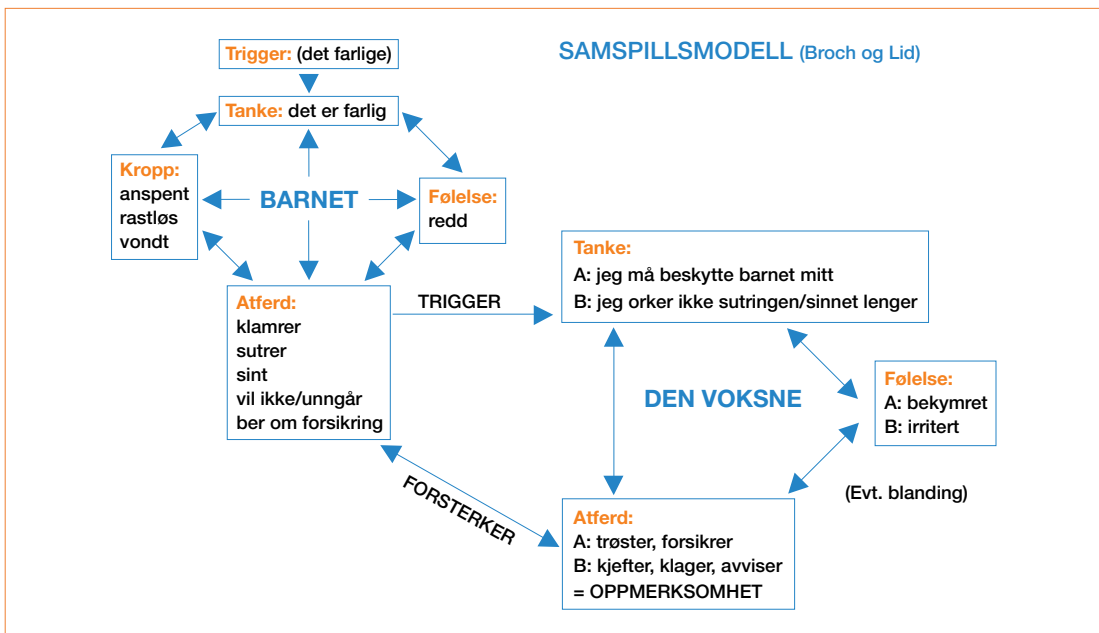 SAMSPILLSMODELL (Broch og Lid)
Trigger: (det farlige)
Tanke: det er farlig
Kropp:
anspent
rastløs
vondt
BARNET
Følelse:
redd
Atferd:
klamrer
sutrer
sint
vil ikke/unngår
ber om forsikring
TRIGGER
Tanke:
A: jeg må beskytte barnet mitt
B: jeg orker ikke sutringen/sinnet lenger
DEN VOKSNE
Følelse:
A: bekymret
B: irritert
(Evt. blanding)
FORSTERKER
Atferd:
A: trøster, forsikrer
B: kjefter, klager, avviser
= OPPMERKSOMHET